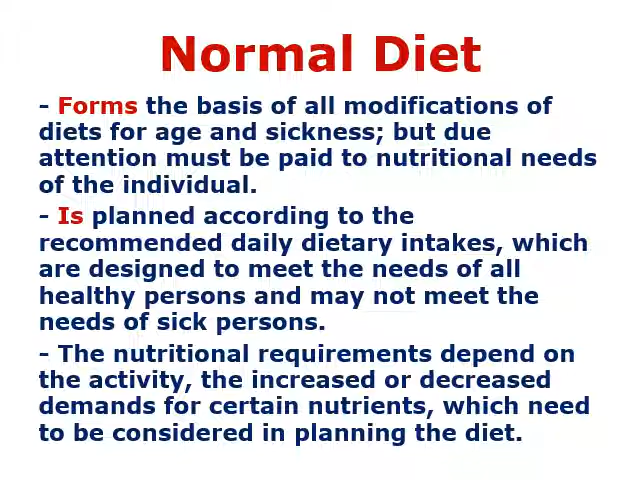 Normal Diet
- Forms the basis of all modifications of
diets for age and sickness; but due
attention must be paid to nutritional needs
of the individual.
- Is planned according to the
recommended daily dietary intakes, which
are designed to meet the needs of all
healthy persons and may not meet the
needs of sick persons.
- The nutritional requirements depend on
the activity, the increased or decreased
demands for certain nutrients, which need
to be considered in planning the diet.